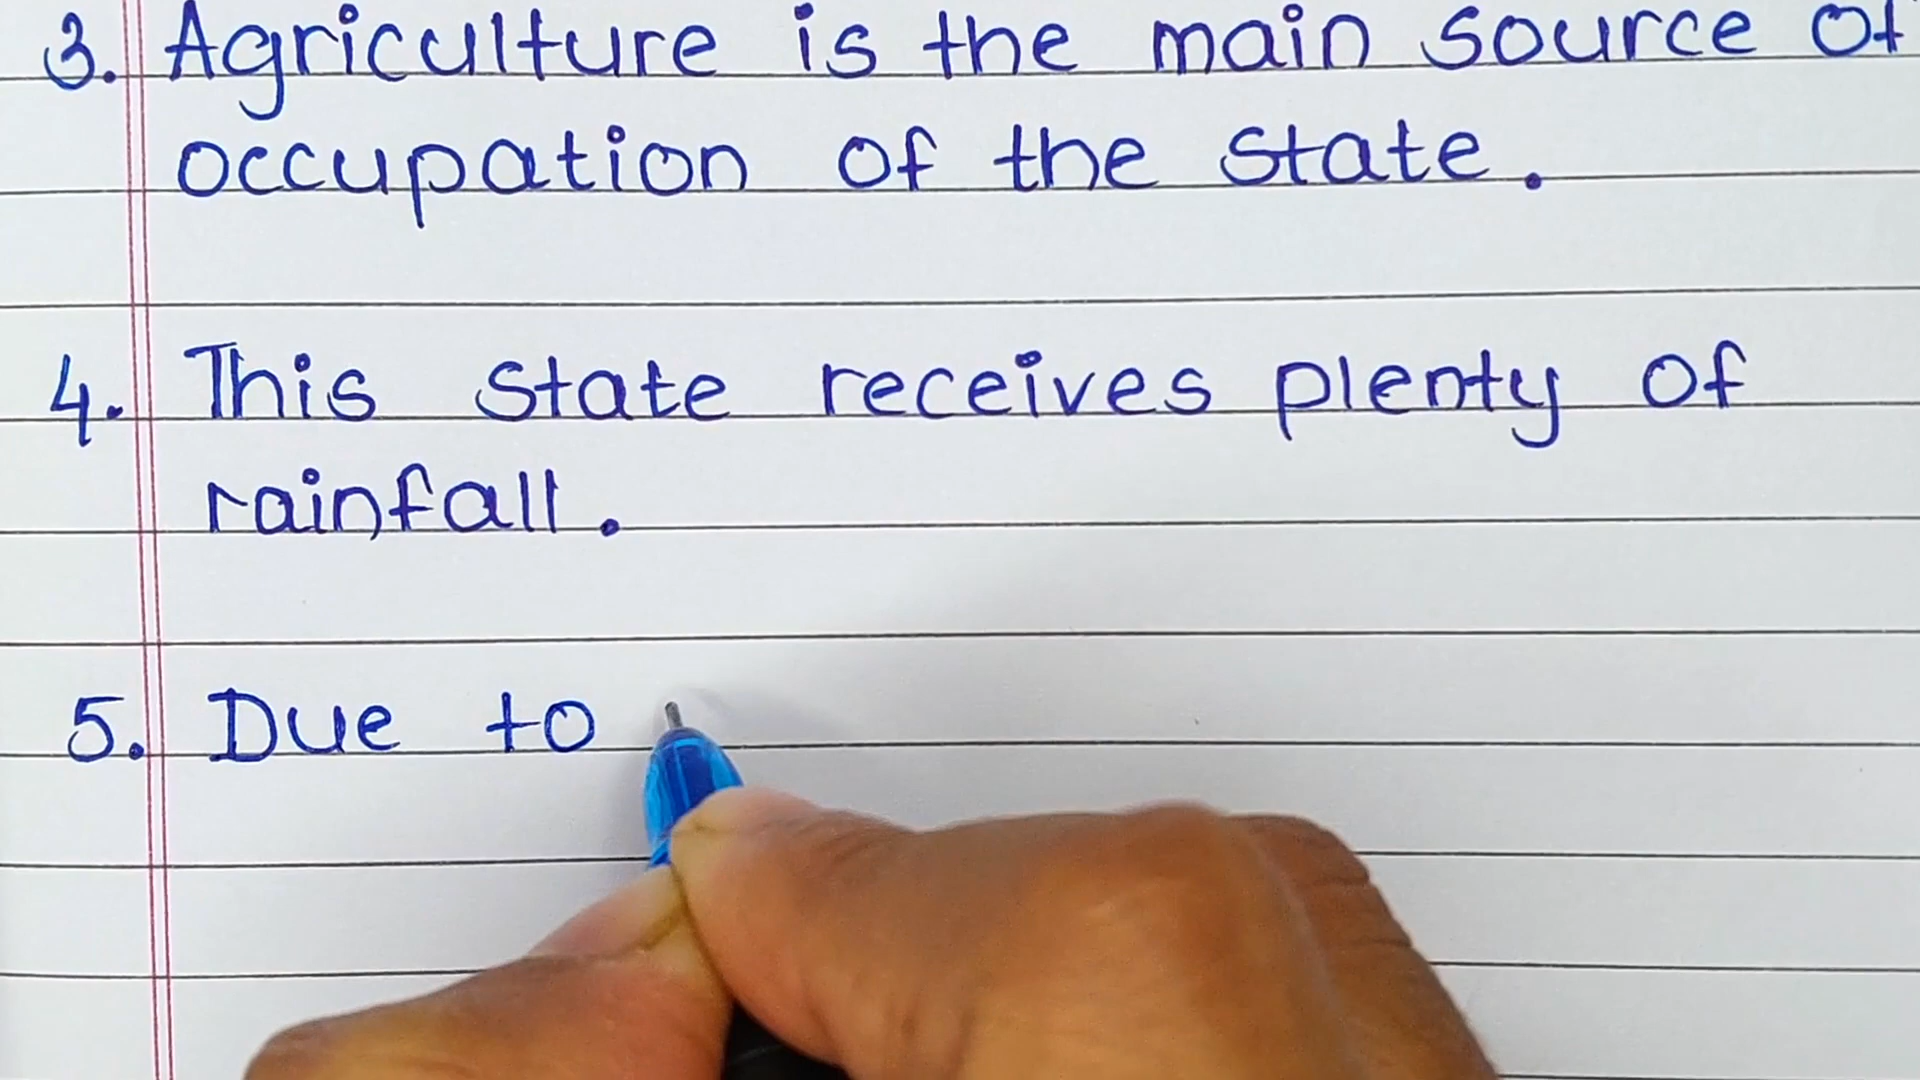 3. Agriculture is the main source of
occupation of the state.
4. This state receives plenty of
rainfall.
5. Due to